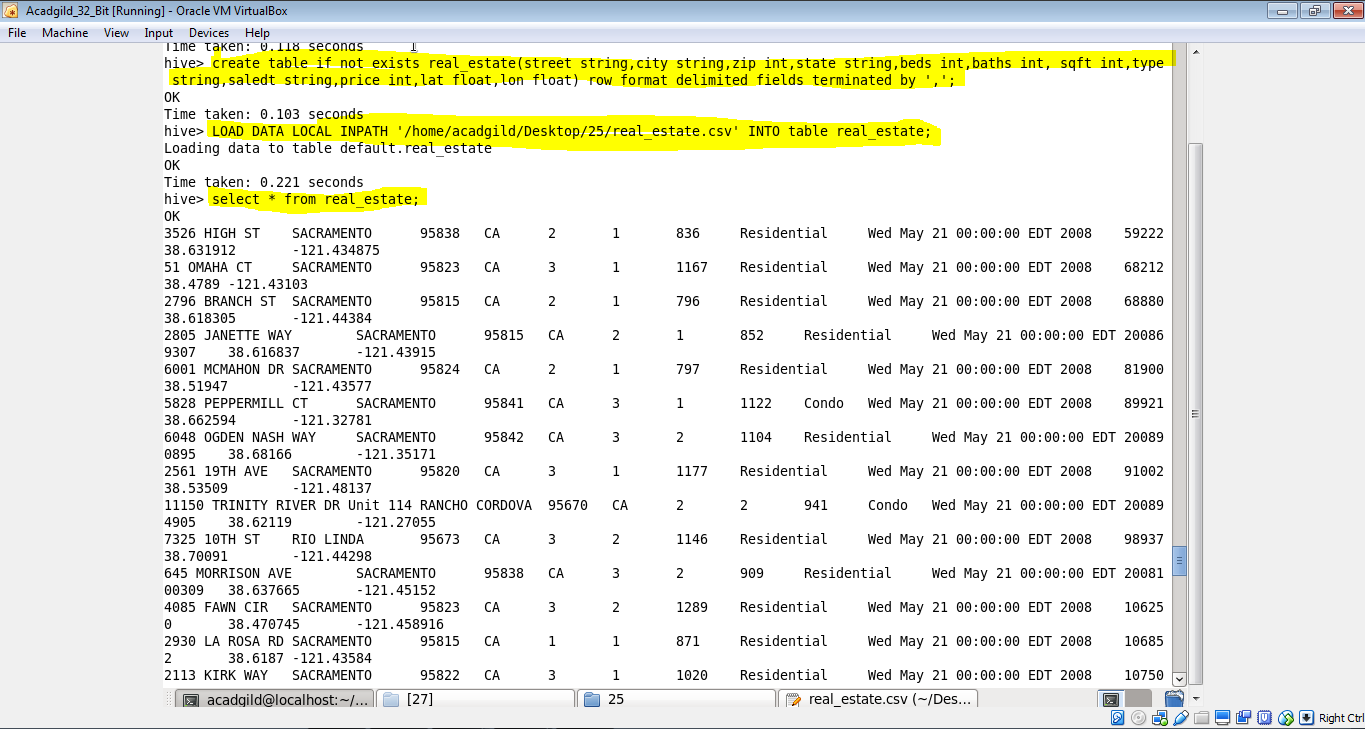 Acadgild_32_Bit [Running] - Oracle VM VirtualBox
File Machine View Input Devices Help
Time taken: 0.118 seconds
hive> create table if not exists real_estate(street string,city string,zip int,state string,beds int,baths int, sqft int,type
string,saledt string,price int,lat float,lon float) row format delimited fields terminated by ',';
OK
Time taken: 0.103 seconds
hive> LOAD DATA LOCAL INPATH '/home/acadgild/Desktop/25/real_estate.csv' INTO table real_estate;
Loading data to table default.real_estate
OK
Time taken: 0.221 seconds
hive> select * from real_estate;
OK
3526 HIGH ST SACRAMENTO 95838 CA 2 1 836 Residential Wed May 21 00:00:00 EDT 2008 59222
38.631912 -121.434875
51 OMAHA CT SACRAMENTO 95823 CA 3 1 1167 Residential Wed May 21 00:00:00 EDT 2008 68212
38.4789 -121.43103
2796 BRANCH ST SACRAMENTO 95815 CA 2 1 796 Residential Wed May 21 00:00:00 EDT 2008 68880
38.618305 -121.44384
2805 JANETTE WAY SACRAMENTO 95815 CA 2 1 852 Residential Wed May 21 00:00:00 EDT 20086
9307 38.616837 -121.43915
6001 MCMAHON DR SACRAMENTO 95824 CA 2 1 797 Residential Wed May 21 00:00:00 EDT 2008 81900
38.51947 -121.43577
5828 PEPPERMILL CT SACRAMENTO 95841 CA 3 1 1122 Condo Wed May 21 00:00:00 EDT 2008 89921
38.662594 -121.32781
6048 OGDEN NASH WAY SACRAMENTO 95842 CA 3 2 1104 Residential Wed May 21 00:00:00 EDT 20089
0895 38.68166 -121.35171
2561 19TH AVE SACRAMENTO 95820 CA 3 1 1177 Residential Wed May 21 00:00:00 EDT 2008 91002
38.53509 -121.48137
11150 TRINITY RIVER DR Unit 114 RANCHO CORDOVA 95670 CA 2 2 941 Condo Wed May 21 00:00:00 EDT 20089
4905 38.62119 -121.27055
7325 10TH ST RIO LINDA 95673 CA 3 2 1146 Residential Wed May 21 00:00:00 EDT 2008 98937
38.70091 -121.44298
645 MORRISON AVE SACRAMENTO 95838 CA 3 2 909 Residential Wed May 21 00:00:00 EDT 20081
00309 38.637665 -121.45152
4085 FAWN CIR SACRAMENTO 95823 CA 3 2 1289 Residential Wed May 21 00:00:00 EDT 2008 10625
0 38.470745 -121.458916
2930 LA ROSA RD SACRAMENTO 95815 CA 1 1 871 Residential Wed May 21 00:00:00 EDT 2008 10685
2 38.6187 -121.43584
2113 KIRK WAY SACRAMENTO 95822 CA 3 1 1020 Residential Wed May 21 00:00:00 EDT 2008 10750
acadgild@localhost:~/... [27] 25 real_estate.csv (~/Des...
Right Ctrl